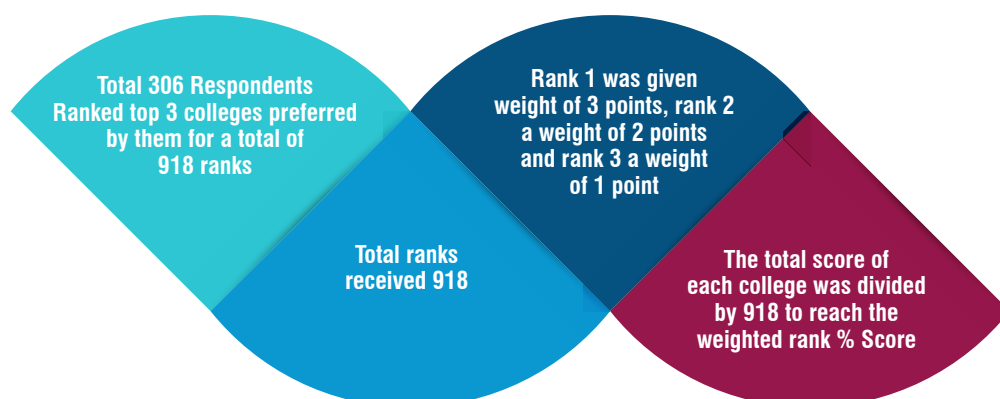 Total 306 Respondents
Ranked top 3 colleges preferred
by them for a total of
918 ranks
Total ranks
received 918
Rank 1 was given
weight of 3 points, rank 2
a weight of 2 points
and rank 3 a weight
of 1 point
The total score of
each college was divided
by 918 to reach the
weighted rank % Score